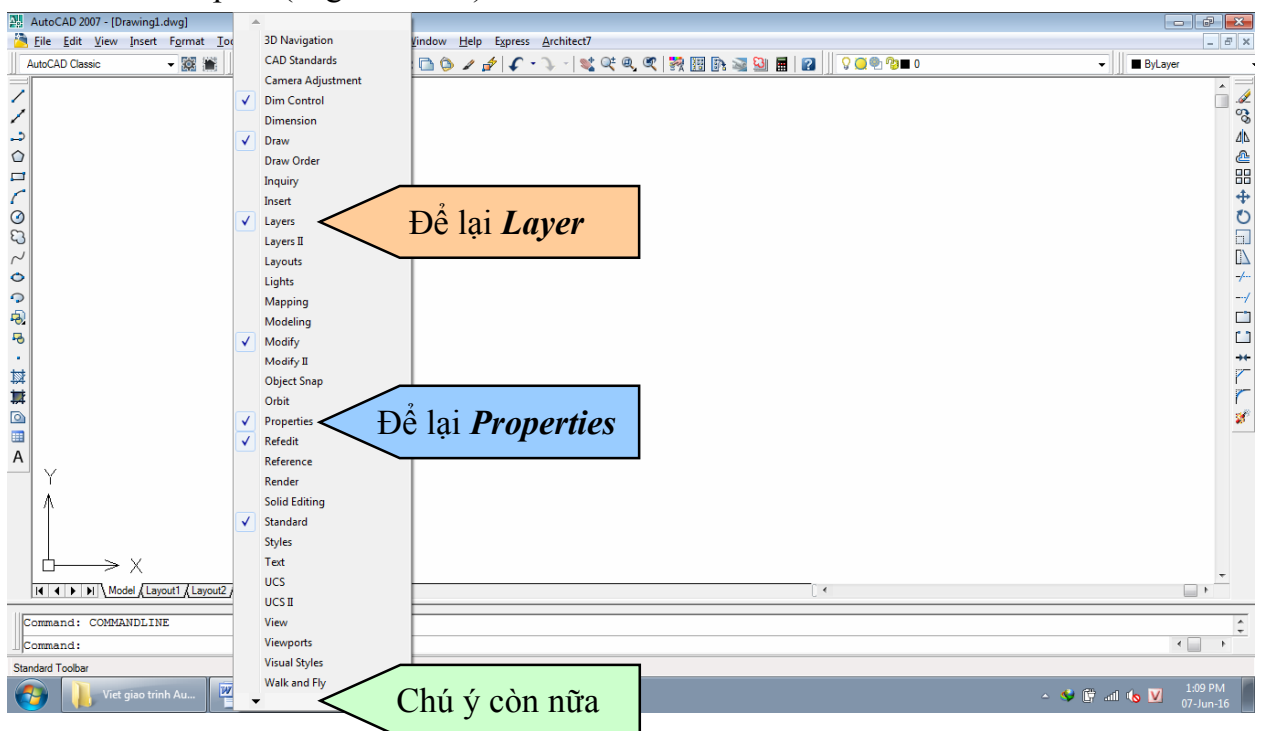 AutoCAD 2007 - [Drawing1.dwg]
File Edit View Insert Format Window Help Express Architect7
AutoCAD Classic 0 ByLayer
3D Navigation
CAD Standards
Camera Adjustment
Dim Control
Dimension
Draw
Draw Order
Inquiry
Insert
Layers
Để lại Layer
Layers II
Layouts
Lights
Mapping
Modeling
Modify
Modify II
Object Snap
Orbit
Properties
Để lại Properties
Refedit
Reference
Render
Solid Editing
Standard
Styles
Text
UCS
UCS II
View
Viewports
Visual Styles
Walk and Fly
Chú ý còn nữa
A
Y
X
Model Layout1 Layout2
Command: COMMANDLINE
Command:
Standard Toolbar
Viet giao trinh Au...
1:09 PM
07-Jun-16